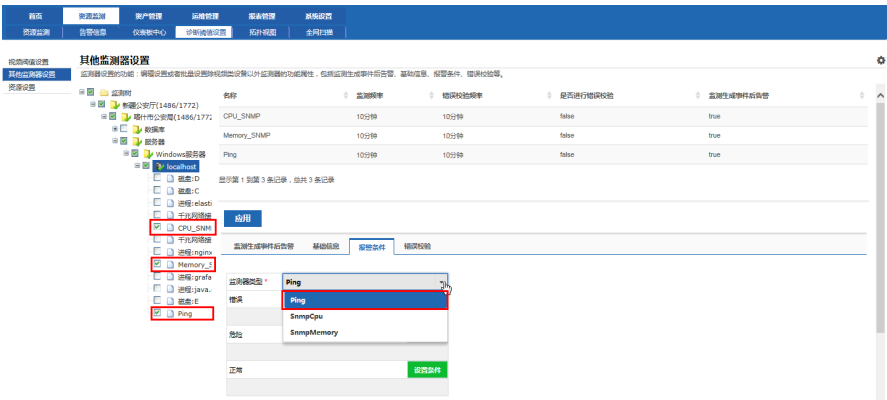 首页 资源监测 资产管理 运维管理 报表管理 系统设置
资源监测 告警信息 仪表板中心 诊断阈值设置 拓扑视图 全网扫描
视频阈值设置
其他监测器设置
资源设置
其他监测器设置
监测器设置的功能：编辑设置或者批量设置除视频类设备以外监测器的功能属性，包括监测生成事件后告警、基础信息、报警条件、错误校验等。
监测树
新疆公安厅(1486/1772)
喀什市公安局(1486/1772
数据库
服务器
Windows服务器
localhost
磁盘:D
磁盘:C
进程:elasti
千兆网络接
CPU_SNM
千兆网络接
进程:nginx
Memory_S
进程:grafa
进程:java.
磁盘:E
Ping
名称 监测频率 错误校验频率 是否进行错误校验 监测生成事件后告警
CPU_SNMP 10分钟 10分钟 false true
Memory_SNMP 10分钟 10分钟 false true
Ping 10分钟 10分钟 false true
显示第 1 到第 3 条记录，总共 3 条记录
应用
监测生成事件后告警 基础信息 报警条件 错误校验
监测器类型 * Ping
错误
Ping
SnmpCpu
SnmpMemory
危险
正常 设置条件